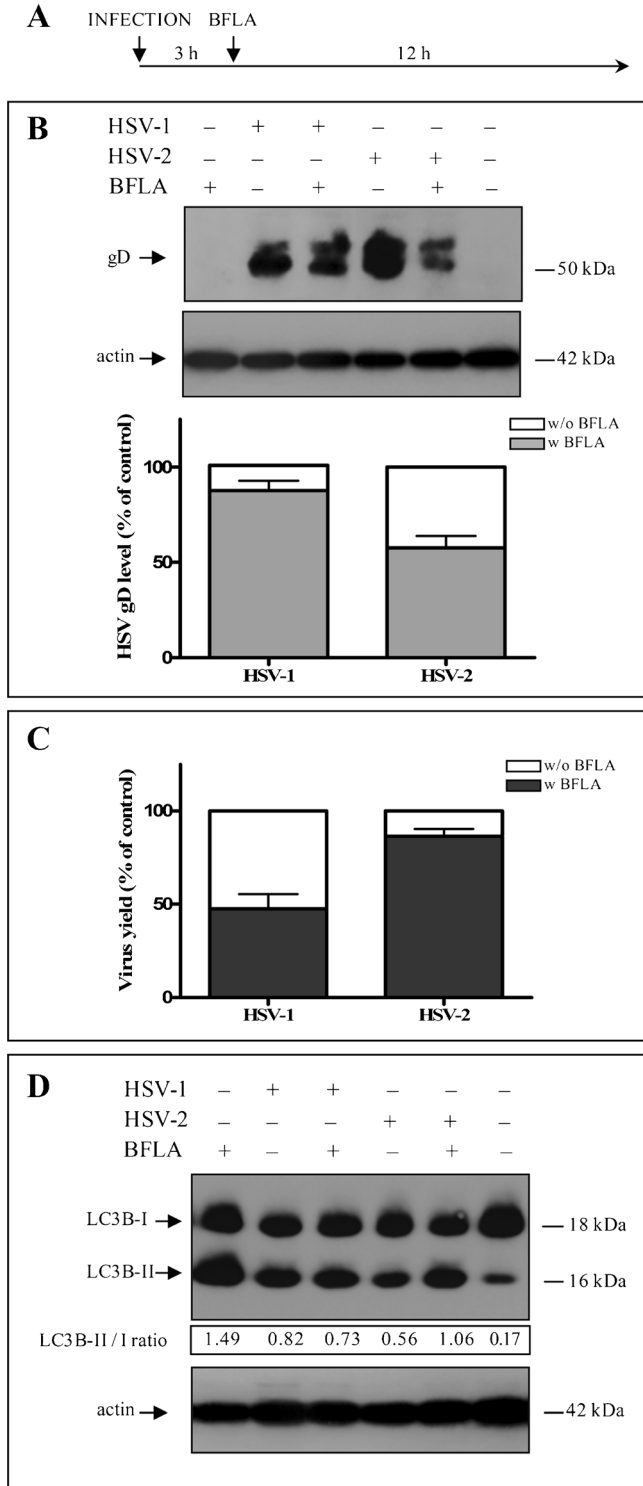 A
INFECTION BFLA
3 h 12 h
B
HSV-1 – + + – – –
HSV-2 – – – + + –
BFLA + – + – + –
gD —50 kDa
actin —42 kDa
HSV gD level (% of control)
w/o BFLA
w BFLA
100
50
0
HSV-1 HSV-2
C
Virus yield (% of control)
w/o BFLA
w BFLA
100
50
0
HSV-1 HSV-2
D
HSV-1 – + + – – –
HSV-2 – – – + + –
BFLA + – + – + –
LC3B-I —18 kDa
LC3B-II —16 kDa
LC3B-II / I ratio 1.49 0.82 0.73 0.56 1.06 0.17
actin —42 kDa